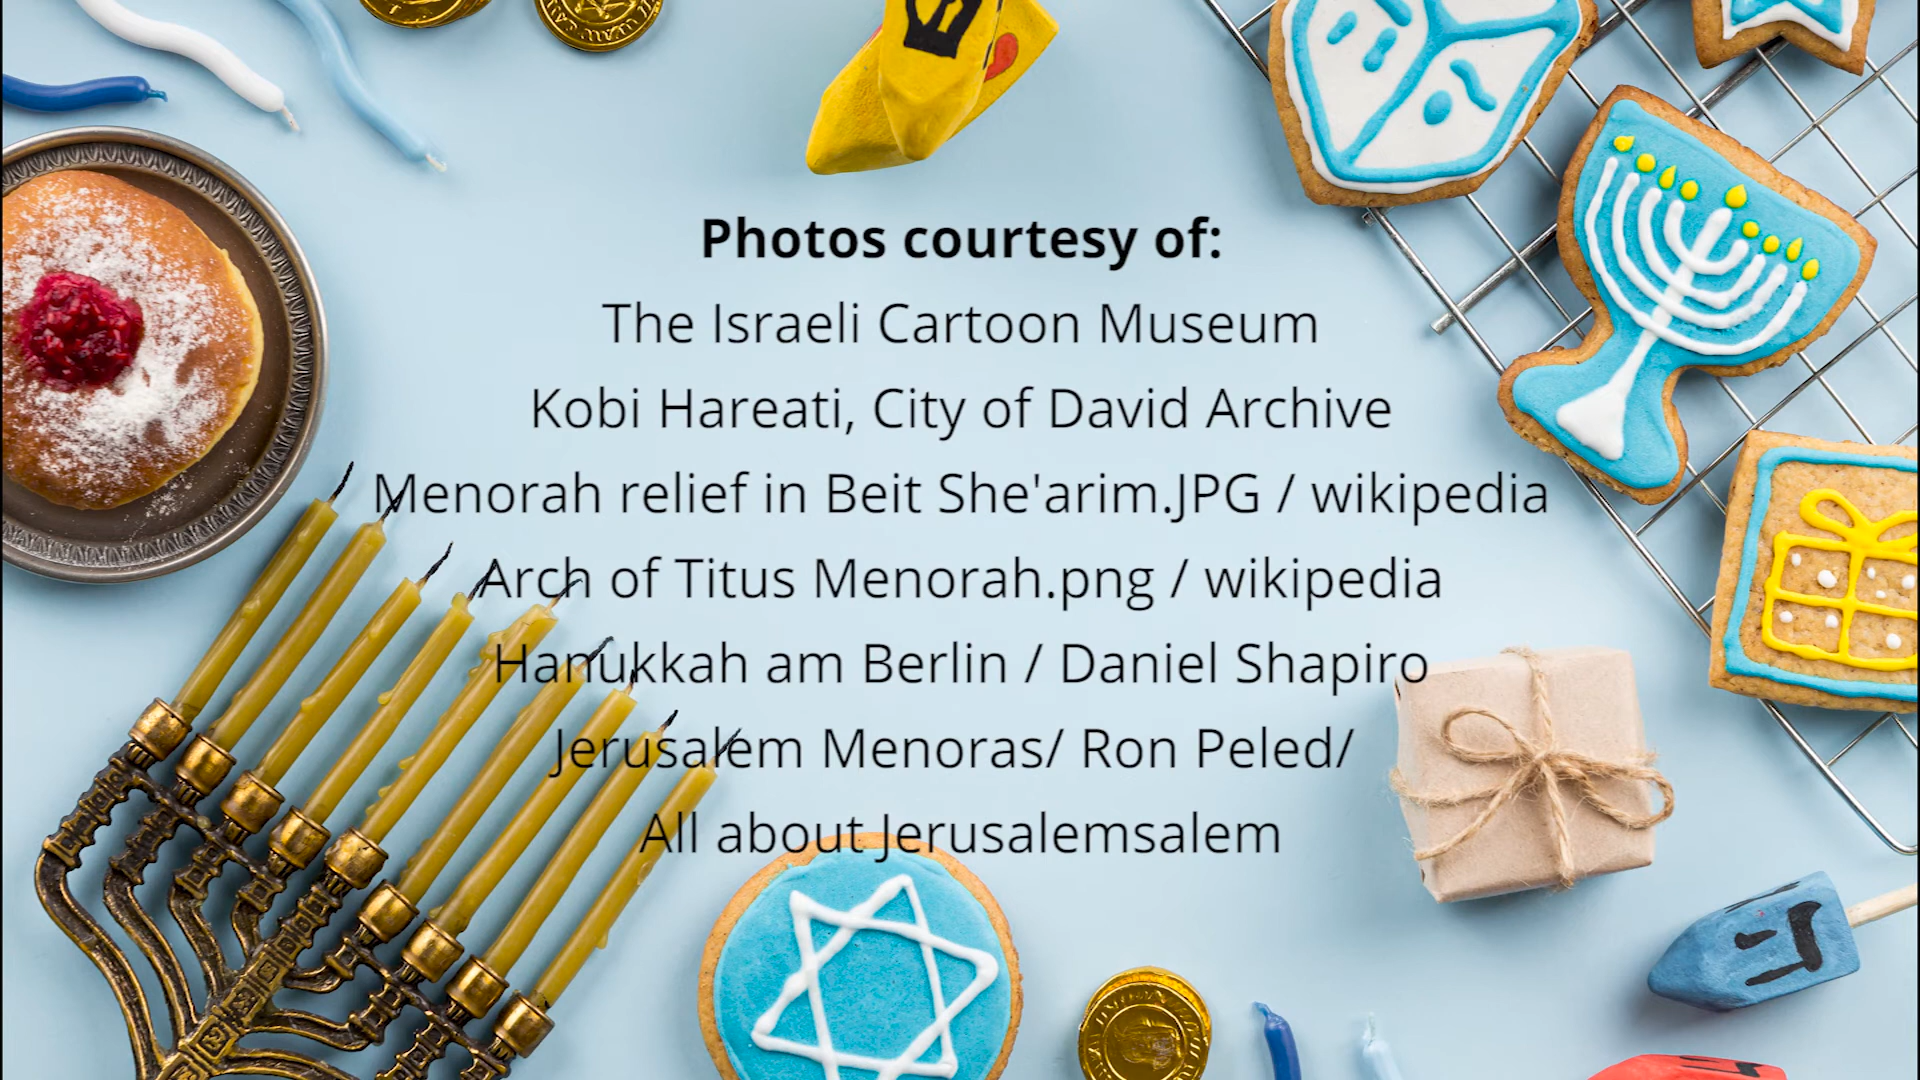 Photos courtesy of:
The Israeli Cartoon Museum
Kobi Hareati, City of David Archive
Menorah relief in Beit She'arim.JPG / wikipedia
Arch of Titus Menorah.png / wikipedia
Hanukkah am Berlin / Daniel Shapiro
Jerusalem Menoras/ Ron Peled/
All about Jerusalemsalem